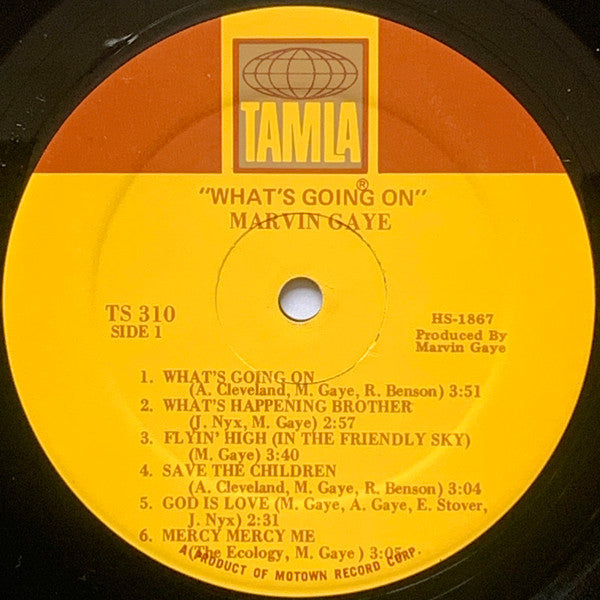 TAMLA
®
"WHAT'S GOING ON"
MARVIN GAYE
TS 310
SIDE 1
HS-1867
Produced By
Marvin Gaye
1. WHAT'S GOING ON
(A. Cleveland, M. Gaye, R. Benson) 3:51
2. WHAT'S HAPPENING BROTHER
(J. Nyx, M. Gaye) 2:57
3. FLYIN' HIGH (IN THE FRIENDLY SKY)
(M. Gaye) 3:40
4. SAVE THE CHILDREN
(A. Cleveland, M. Gaye, R. Benson) 3:04
5. GOD IS LOVE (M. Gaye, A. Gaye, E. Stover,
J. Nyx) 2:31
6. MERCY MERCY ME
(The Ecology, M. Gaye ) 3:05
A PRODUCT OF MOTOWN RECORD CORP.